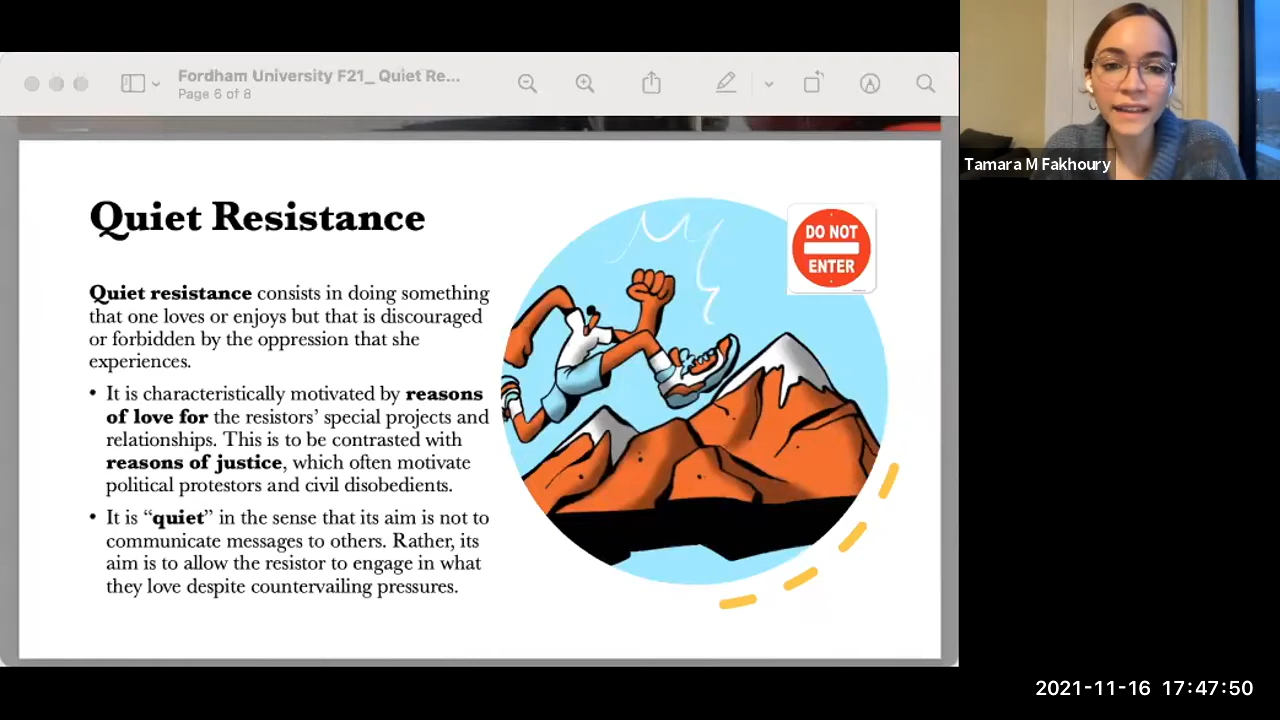 Fordham University F21_ Quiet Re...
Page 6 of 8
Tamara M Fakhoury
Quiet Resistance
DO NOT
ENTER
Quiet resistance consists in doing something
that one loves or enjoys but that is discouraged
or forbidden by the oppression that she
experiences.
• It is characteristically motivated by reasons
of love for the resistors’ special projects and
relationships. This is to be contrasted with
reasons of justice, which often motivate
political protestors and civil disobedients.
• It is “quiet” in the sense that its aim is not to
communicate messages to others. Rather, its
aim is to allow the resistor to engage in what
they love despite countervailing pressures.
2021-11-16 17:47:50